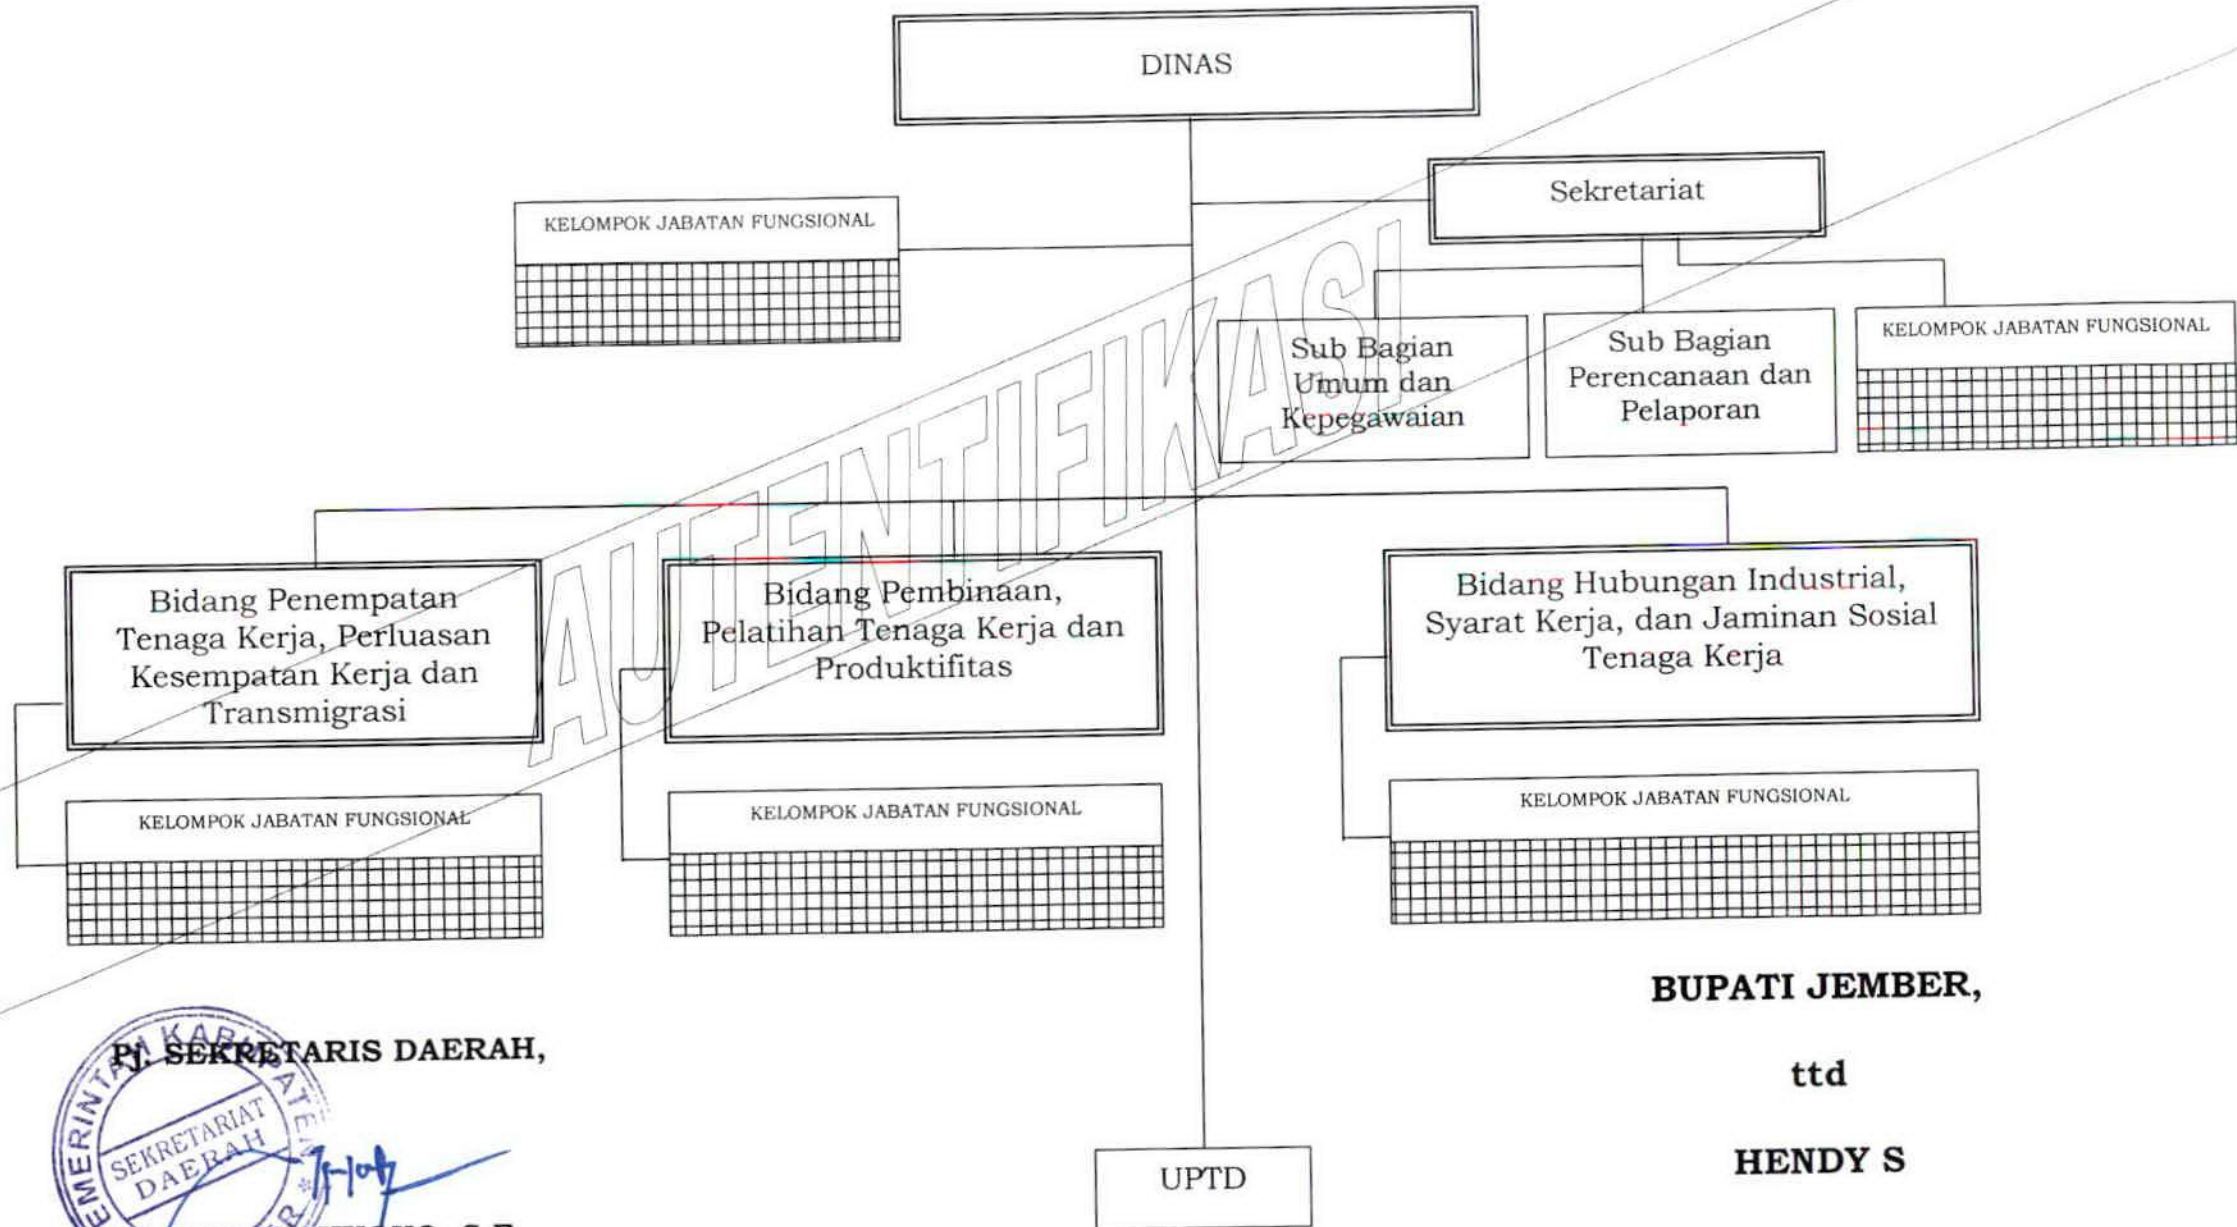 DINAS
Sekretariat
KELOMPOK JABATAN FUNGSIONAL
Sub Bagian
Umum dan
Kepegawaian
Sub Bagian
Perencanaan dan
Pelaporan
KELOMPOK JABATAN FUNGSIONAL
AUTENTIFIKASI
Bidang Penempatan
Tenaga Kerja, Perluasan
Kesempatan Kerja dan
Transmigrasi
Bidang Pembinaan,
Pelatihan Tenaga Kerja dan
Produktifitas
Bidang Hubungan Industrial,
Syarat Kerja, dan Jaminan Sosial
Tenaga Kerja
KELOMPOK JABATAN FUNGSIONAL
KELOMPOK JABATAN FUNGSIONAL
KELOMPOK JABATAN FUNGSIONAL
BUPATI JEMBER,
ttd
HENDY S
Pj. SEKRETARIS DAERAH,
KABUPATEN
SEKRETARIAT
DAERAH
UPTD